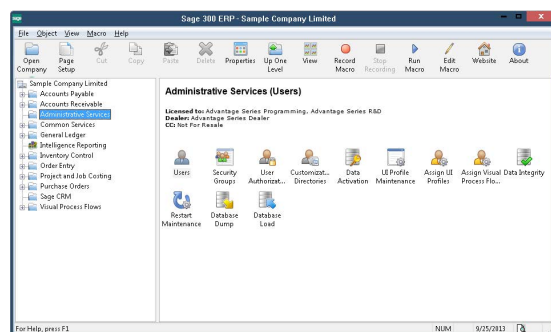 Sage 300 ERP - Sample Company Limited
File Object View Macro Help
Open Company
Page Setup
Cut
Copy
Paste
Delete
Properties
Up One Level
View
Record Macro
Stop Recording
Run Macro
Edit Macro
Website
About
Sample Company Limited
Accounts Payable
Accounts Receivable
Administrative Services
Common Services
General Ledger
Intelligence Reporting
Inventory Control
Order Entry
Project and Job Costing
Purchase Orders
Sage CRM
Visual Process Flows
Administrative Services (Users)
Licensed to: Advantage Series Programming, Advantage Series R&D
Dealer: Advantage Series Dealer
CC: Not For Resale
Users
Security Groups
User Authorizat...
Customizat... Directories
Data Activation
UI Profile Maintenance
Assign UI Profiles
Assign Visual Process Flo...
Data Integrity
Restart Maintenance
Database Dump
Database Load
For Help, press F1
NUM
9/25/2013